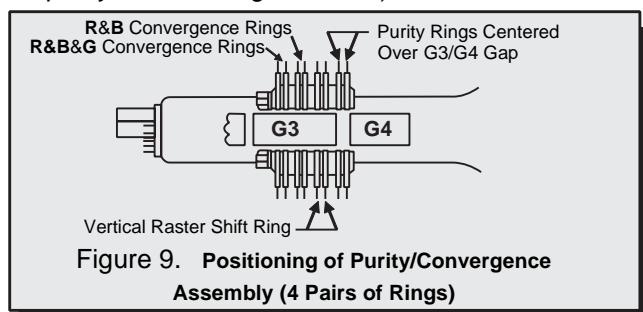 R&B Convergence Rings
R&B&G Convergence Rings
Purity Rings Centered
Over G3/G4 Gap
G3
G4
Vertical Raster Shift Ring
Figure 9. Positioning of Purity/Convergence
Assembly (4 Pairs of Rings)